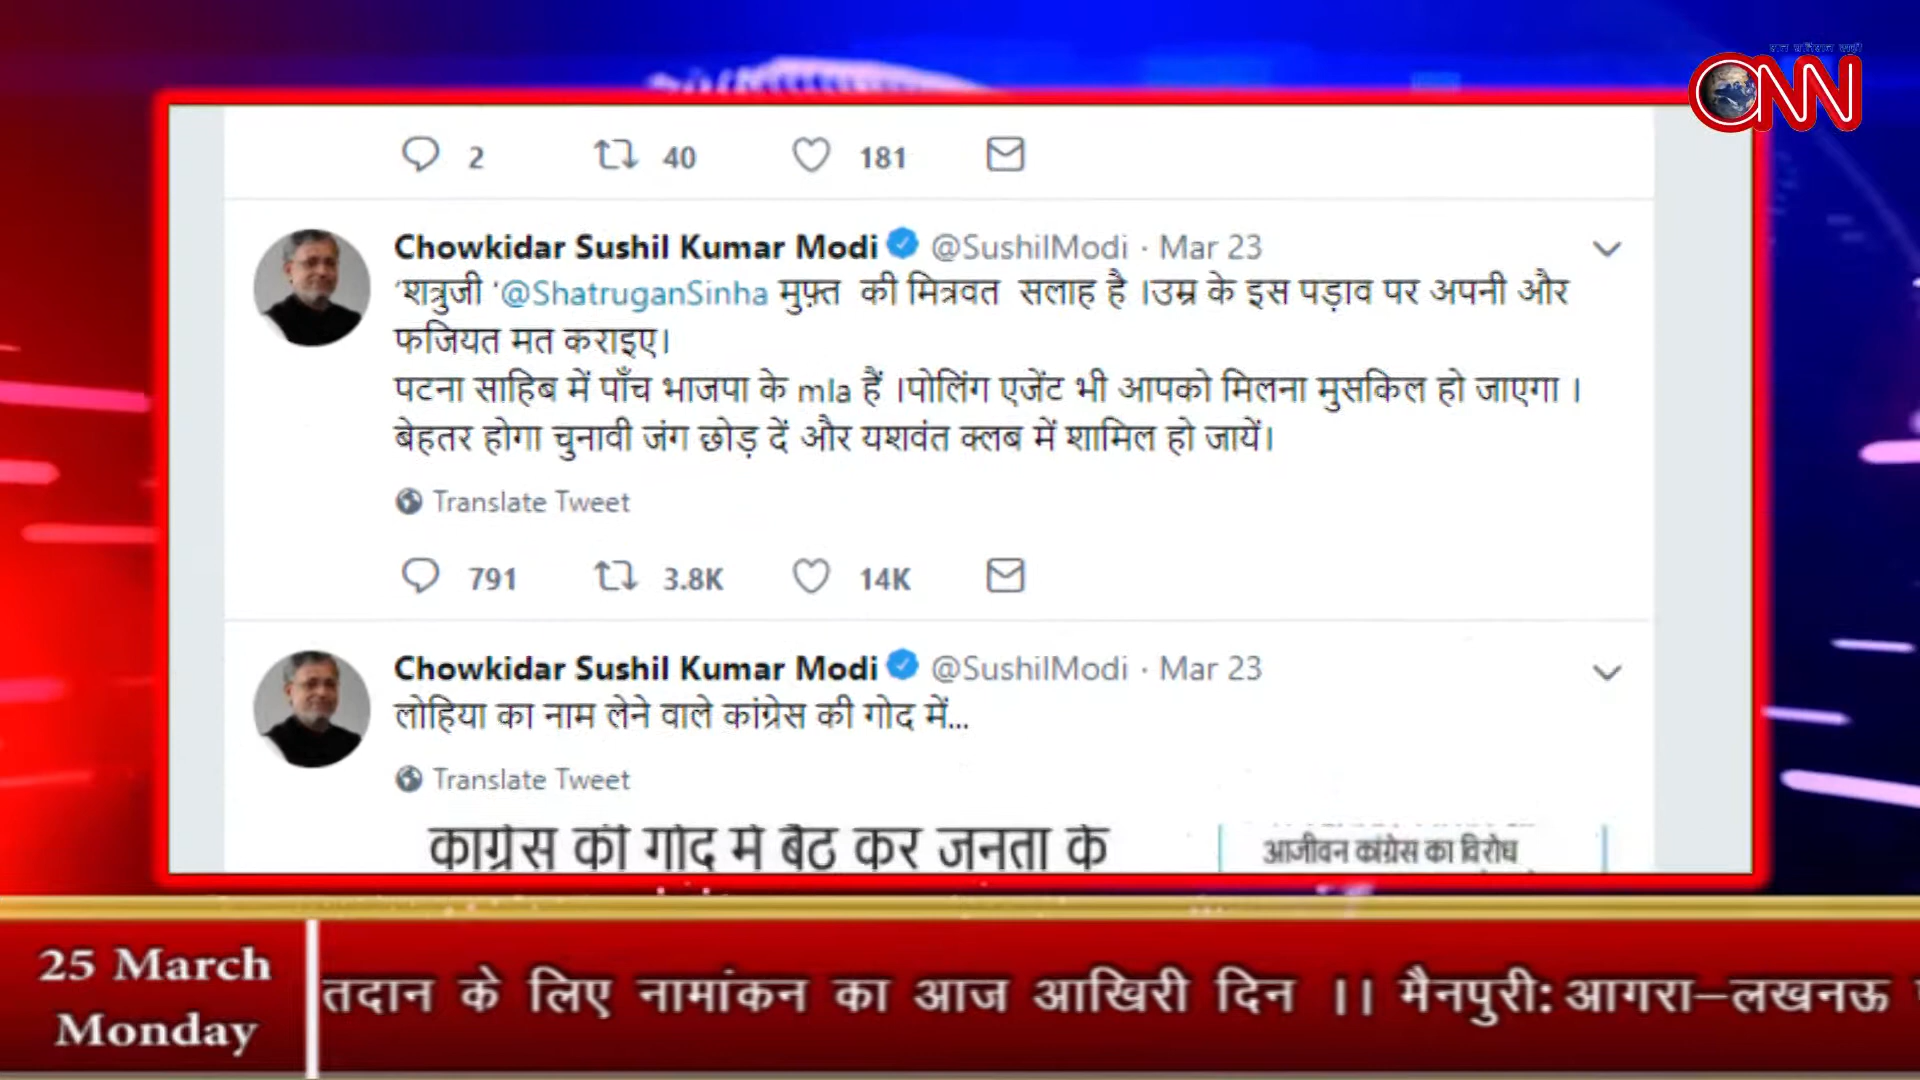 CNN
2 40 181
Chowkidar Sushil Kumar Modi @SushilModi · Mar 23
'शत्रुजी '@ShatruganSinha मुफ़्त की मित्रवत सलाह है ।उम्र के इस पड़ाव पर अपनी और
फजियत मत कराइए।
पटना साहिब में पाँच भाजपा के mla हैं ।पोलिंग एजेंट भी आपको मिलना मुसकिल हो जाएगा ।
बेहतर होगा चुनावी जंग छोड़ दें और यशवंत क्लब में शामिल हो जायें।
Translate Tweet
791 3.8K 14K
Chowkidar Sushil Kumar Modi @SushilModi · Mar 23
लोहिया का नाम लेने वाले कांग्रेस की गोद में...
Translate Tweet
कांग्रेस की गोद में बैठ कर जनता के
आजीवन कांग्रेस का विरोध
25 March
Monday
तदान के लिए नामांकन का आज आखिरी दिन || मैनपुरी: आगरा–लखनऊ